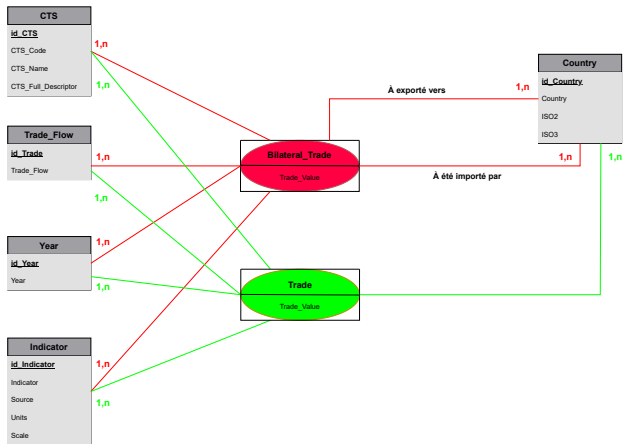 CTS
id_CTS
CTS_Code
CTS_Name
CTS_Full_Descriptor
1,n
1,n
Trade_Flow
id_Trade
Trade_Flow
1,n
1,n
Year
id_Year
Year
1,n
1,n
Indicator
id_Indicator
Indicator
Source
Units
Scale
1,n
1,n
Bilateral_Trade
Trade_Value
Trade
Trade_Value
À exporté vers
À été importé par
Country
id_Country
Country
ISO2
ISO3
1,n
1,n
1,n